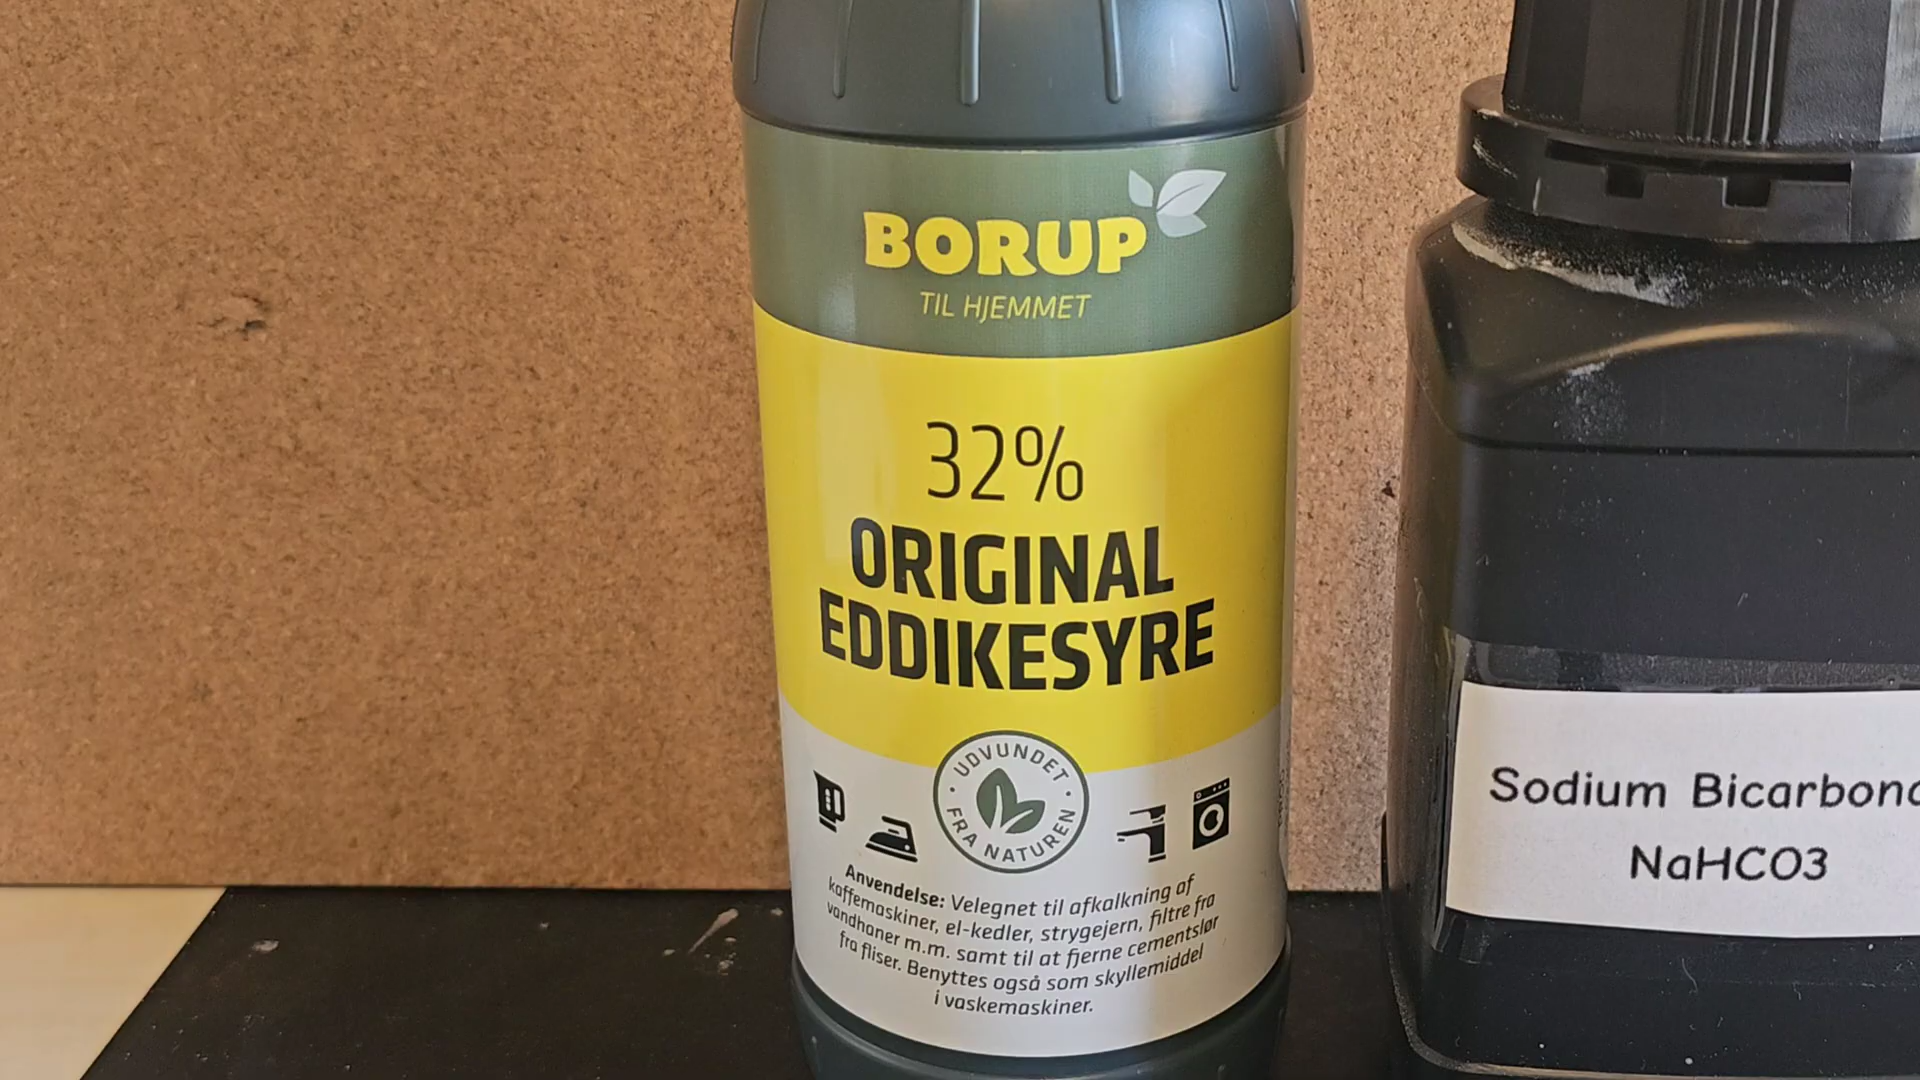 BORUP
TIL HJEMMET
32%
ORIGINAL
EDDIKESYRE
UDVUNDET
FRA NATUREN
Anvendelse: Velegnet til afkalkning af
kaffemaskiner, el-kedler, strygejern, filtre fra
vandhaner m.m. samt til at fjerne cementslør
fra fliser. Benyttes også som skyllemiddel
i vaskemaskiner.
Sodium Bicarbona
NaHCO3